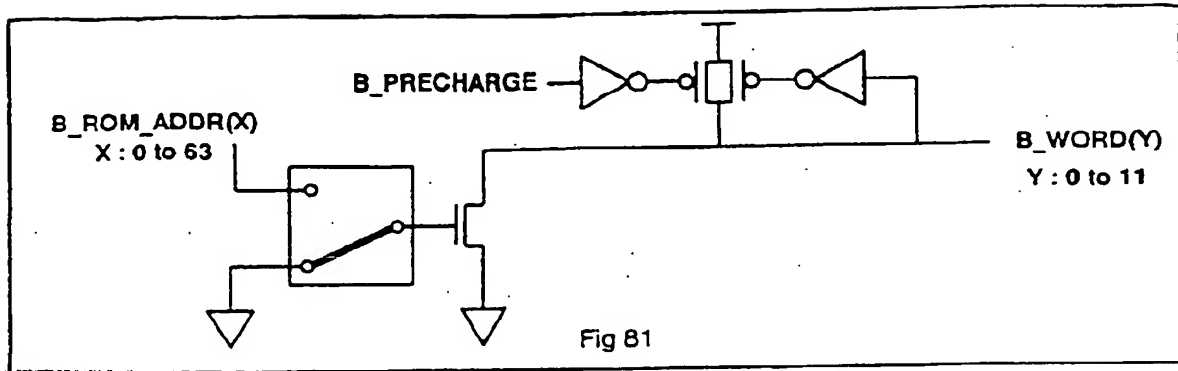 B_PRECHARGE
B_ROM_ADDR(X)
X : 0 to 63
B_WORD(Y)
Y : 0 to 11
Fig 81